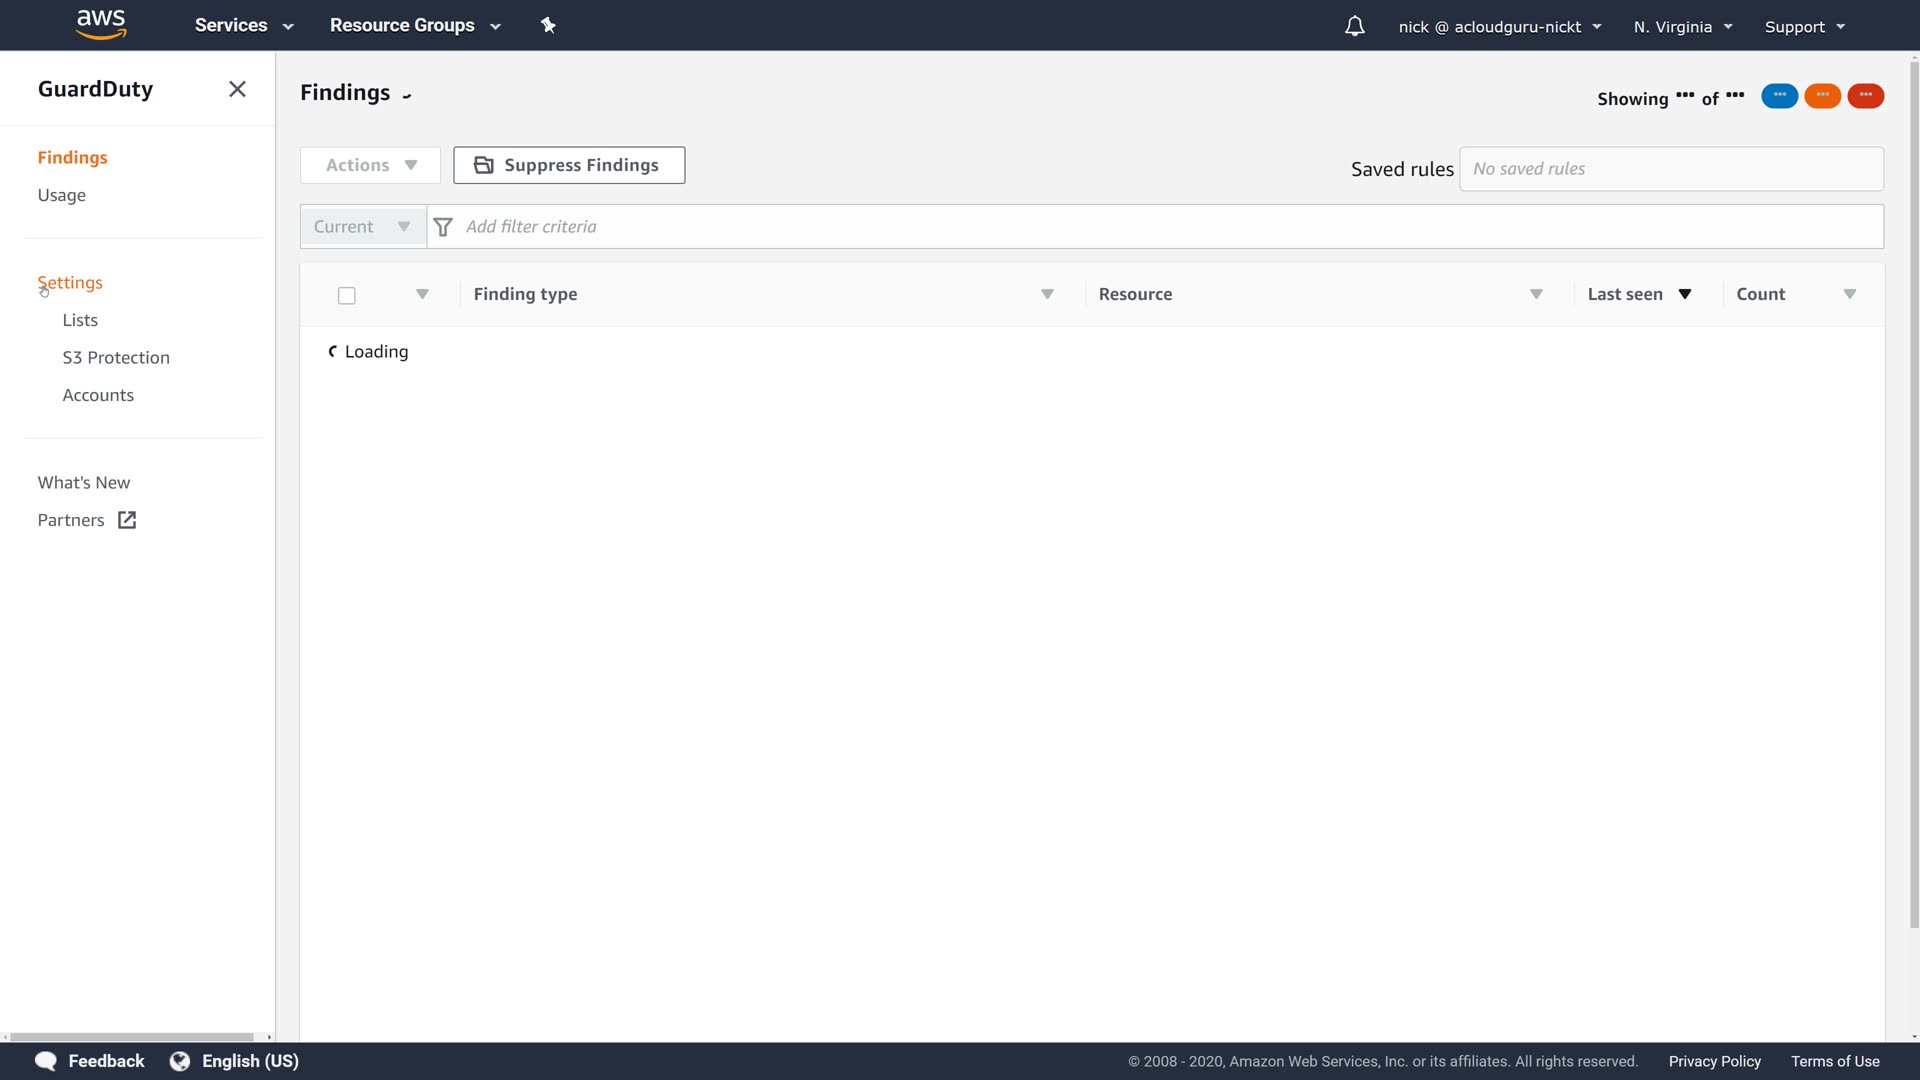 aws Services Resource Groups nick @ acloudguru-nickt N. Virginia Support
GuardDuty
Findings
Usage
Settings
Lists
S3 Protection
Accounts
What's New
Partners
Findings
Showing ··· of ··· ··· ··· ···
Actions Suppress Findings
Saved rules No saved rules
Current Add filter criteria
Finding type Resource Last seen Count
Loading
Feedback English (US)
© 2008 - 2020, Amazon Web Services, Inc. or its affiliates. All rights reserved. Privacy Policy Terms of Use